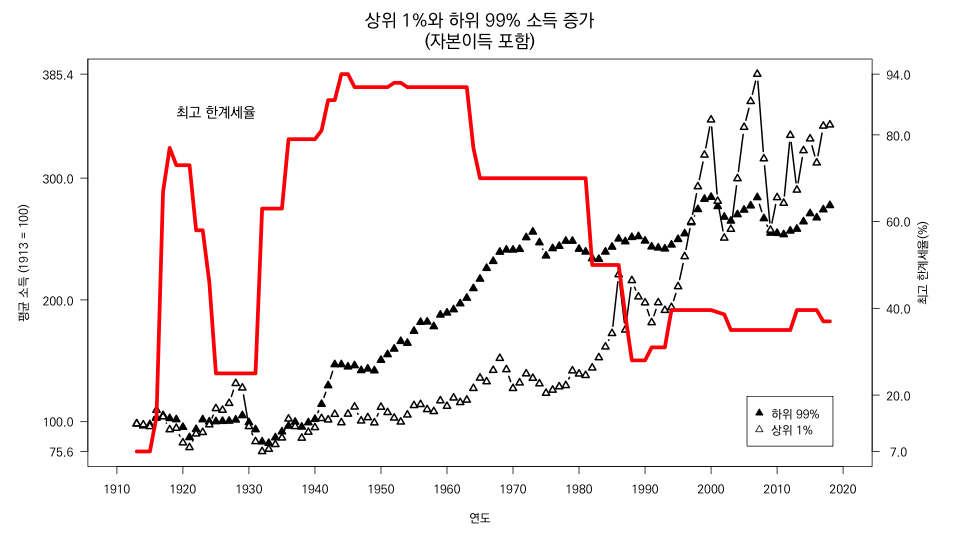 상위 1%와 하위 99% 소득 증가
(자본이득 포함)
385.4
94.0
최고 한계세율
80.0
300.0
60.0
평균 소득 (1913 = 100)
최고 한계세율(%)
200.0
40.0
20.0
하위 99%
상위 1%
100.0
75.6
7.0
1910 1920 1930 1940 1950 1960 1970 1980 1990 2000 2010 2020
연도